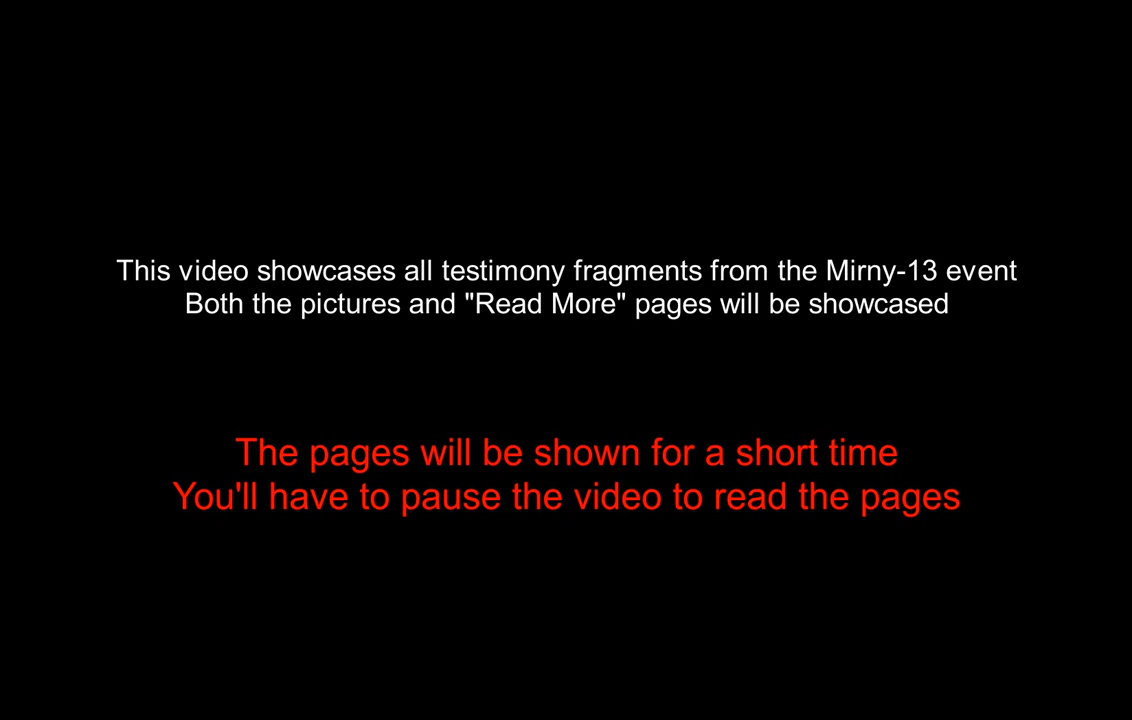 This video showcases all testimony fragments from the Mirny-13 event
Both the pictures and "Read More" pages will be showcased
The pages will be shown for a short time
You'll have to pause the video to read the pages